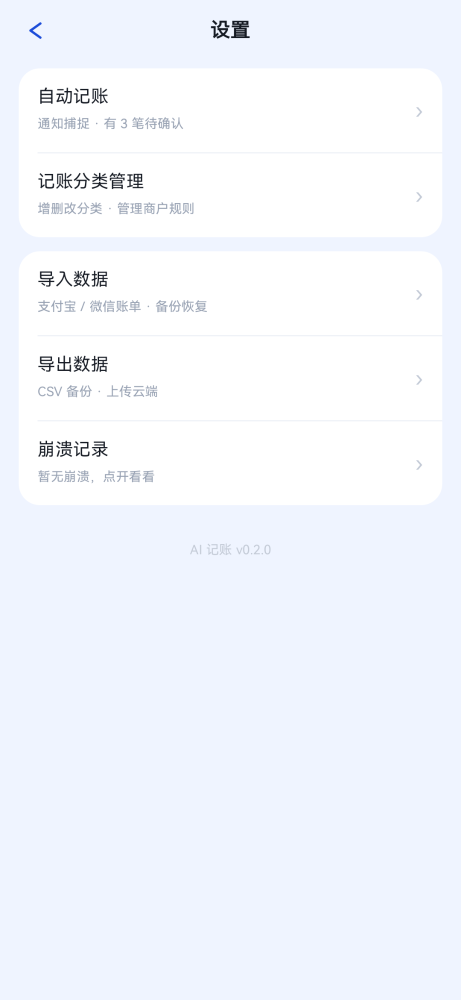 设置
自动记账
通知捕捉 · 有 3 笔待确认
记账分类管理
增删改分类 · 管理商户规则
导入数据
支付宝 / 微信账单 · 备份恢复
导出数据
CSV 备份 · 上传云端
崩溃记录
暂无崩溃，点开看看
AI 记账 v0.2.0